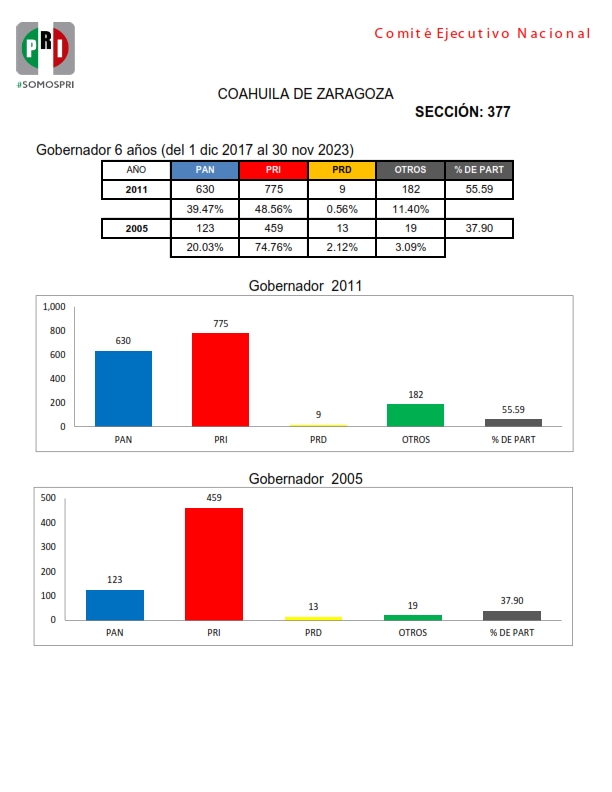 PRI
#SOMOSPRI
Comité Ejecutivo Nacional
COAHUILA DE ZARAGOZA
SECCIÓN: 377
Gobernador 6 años (del 1 dic 2017 al 30 nov 2023)
AÑO PAN PRI PRD OTROS % DE PART
2011 630 775 9 182 55.59
39.47% 48.56% 0.56% 11.40%
2005 123 459 13 19 37.90
20.03% 74.76% 2.12% 3.09%
Gobernador 2011
1,000
800
600
400
200
0
630
775
9
182
55.59
PAN PRI PRD OTROS % DE PART
Gobernador 2005
500
400
300
200
100
0
123
459
13
19
37.90
PAN PRI PRD OTROS % DE PART